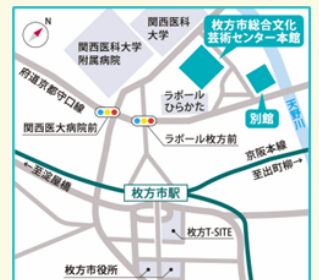 N
関西医科
大学
枚方市総合文化
芸術センター本館
関西医科大学
附属病院
ラポール
ひらかた
別館
天野川
府道京都守口線
関西医大病院前
ラポール枚方前
京阪本線
至出町柳→
←至淀屋橋
枚方市駅
枚方T-SITE
枚方市役所